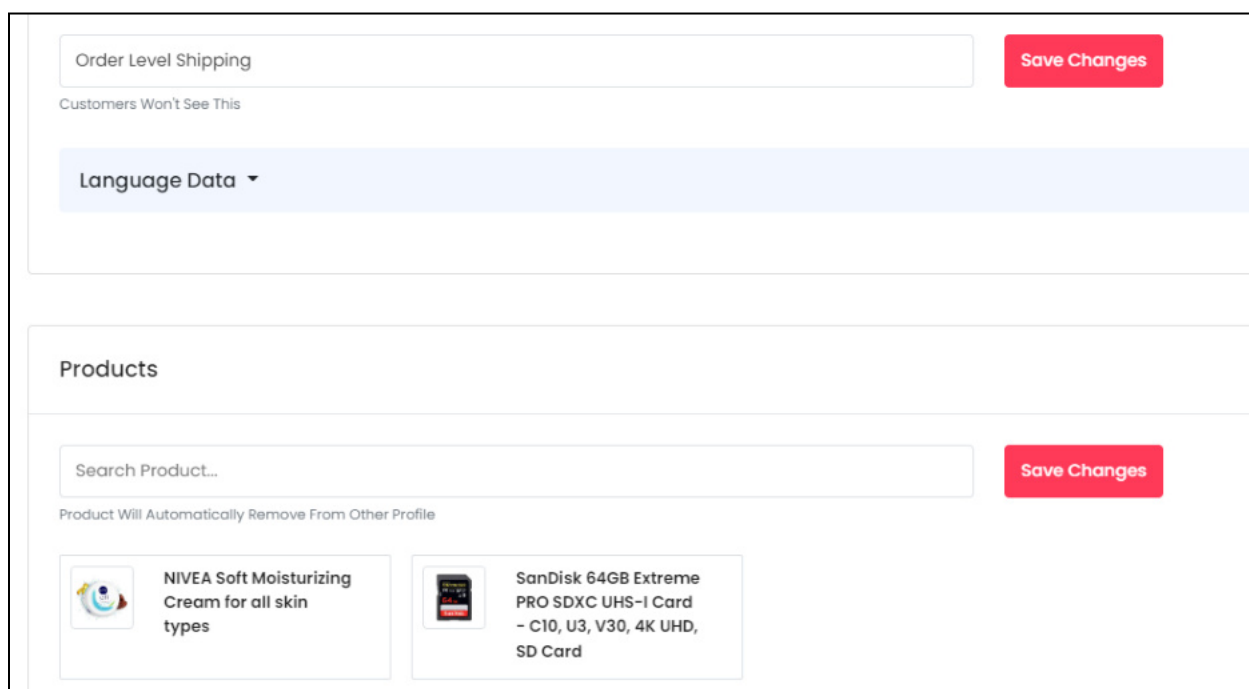 Order Level Shipping
Save Changes
Customers Won't See This
Language Data
Products
Search Product...
Save Changes
Product Will Automatically Remove From Other Profile
NIVEA Soft Moisturizing
Cream for all skin
types
SanDisk 64GB Extreme
PRO SDXC UHS-I Card
- C10, U3, V30, 4K UHD,
SD Card